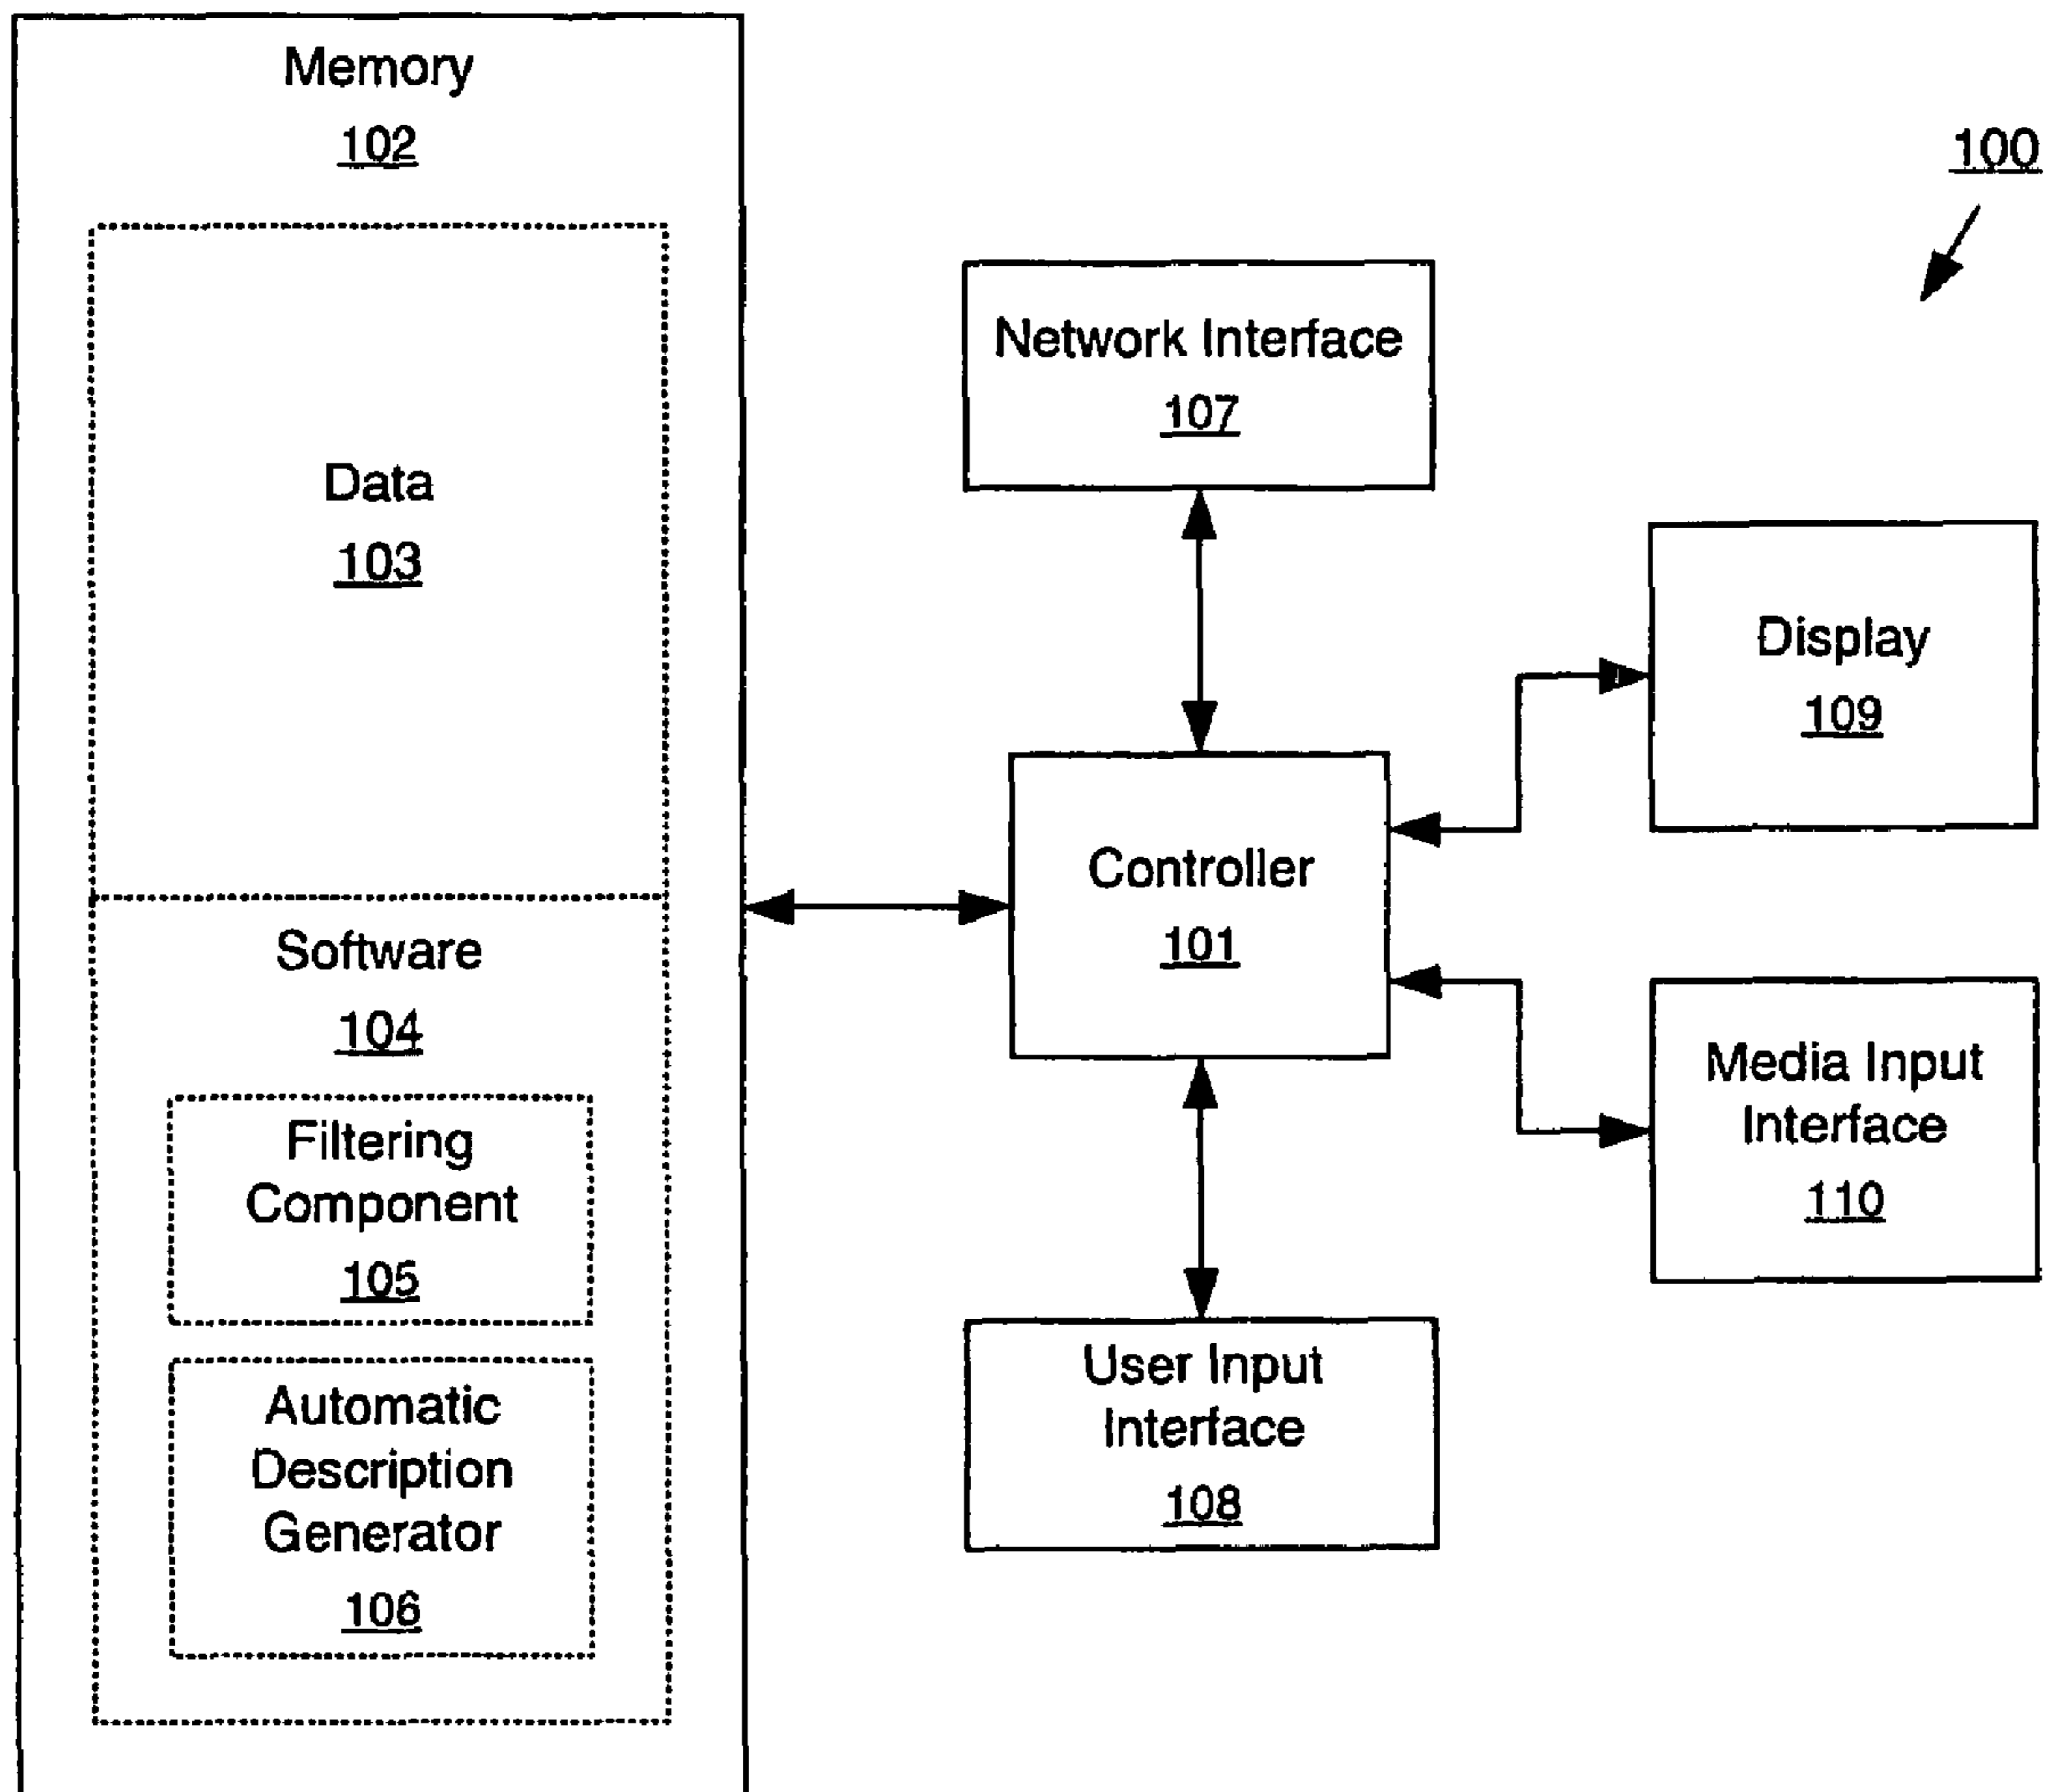 Memory
102
Data
103
Software
104
Filtering
Component
105
Automatic
Description
Generator
106
100
Network Interface
107
Controller
101
User Input
Interface
108
Display
109
Media Input
Interface
110